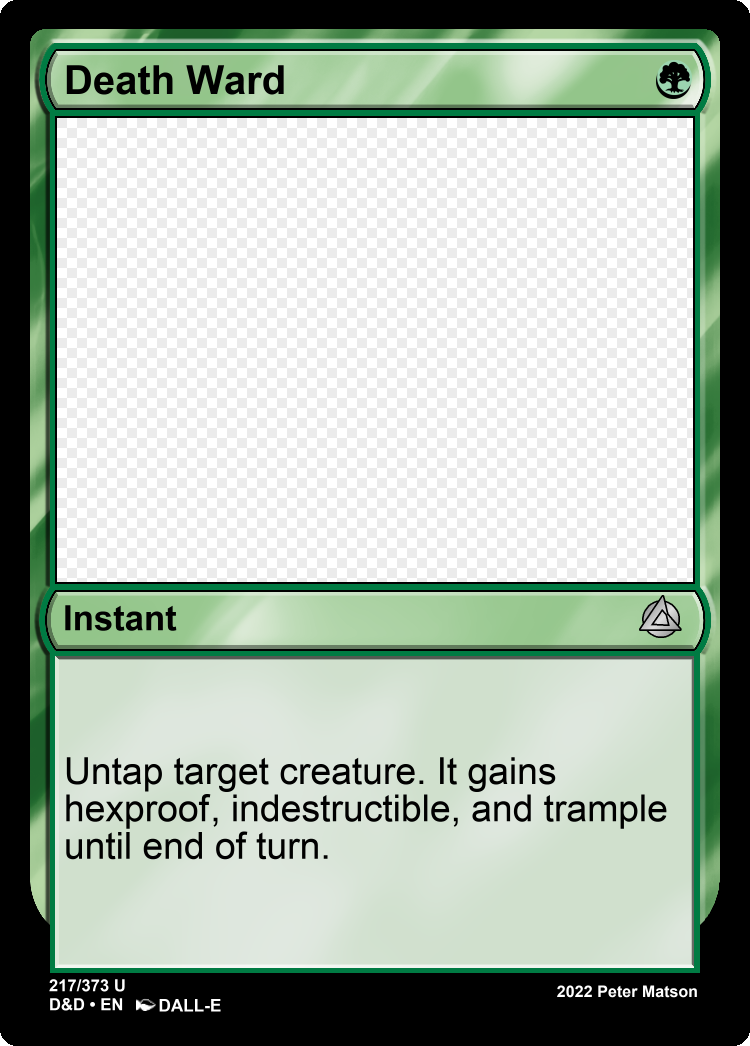 Death Ward
Instant
Untap target creature. It gains
hexproof, indestructible, and trample
until end of turn.
217/373 U
D&D • EN DALL-E
2022 Peter Matson